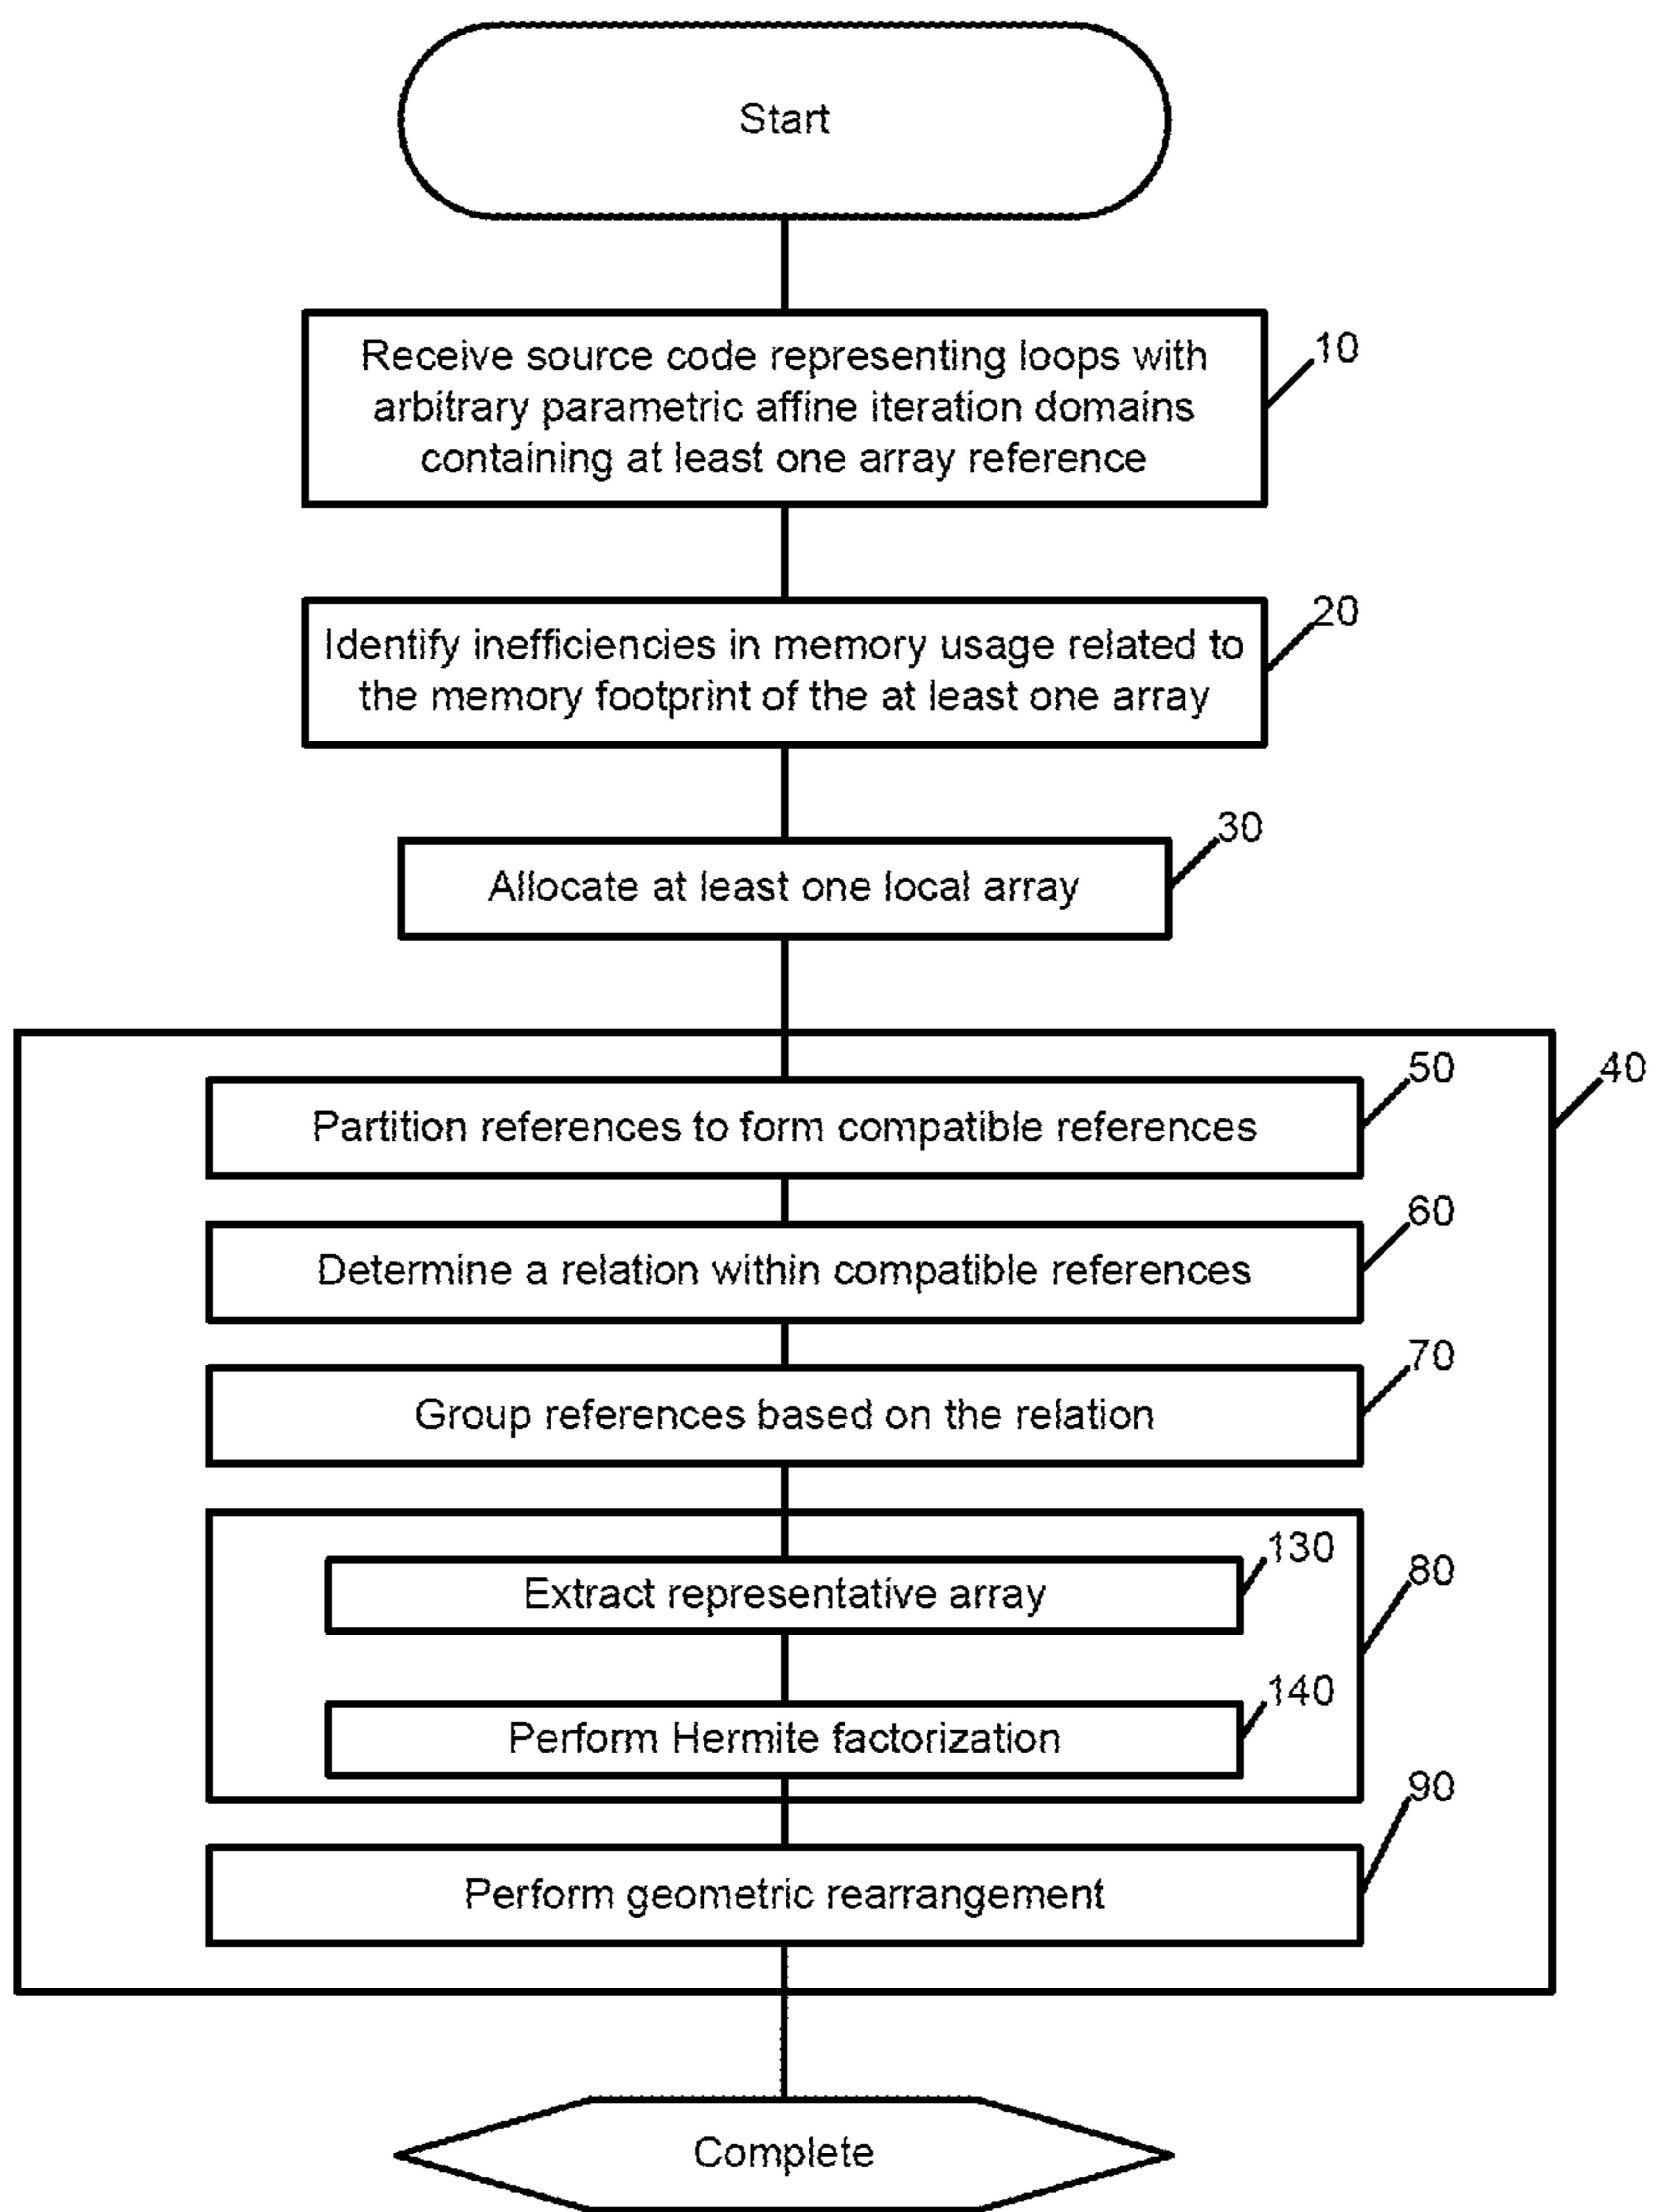 Start
Receive source code representing loops with
arbitrary parametric affine iteration domains
containing at least one array reference
10
Identify inefficiencies in memory usage related to
the memory footprint of the at least one array
20
Allocate at least one local array
30
40
Partition references to form compatible references
50
Determine a relation within compatible references
60
Group references based on the relation
70
80
Extract representative array
130
Perform Hermite factorization
140
Perform geometric rearrangement
90
Complete